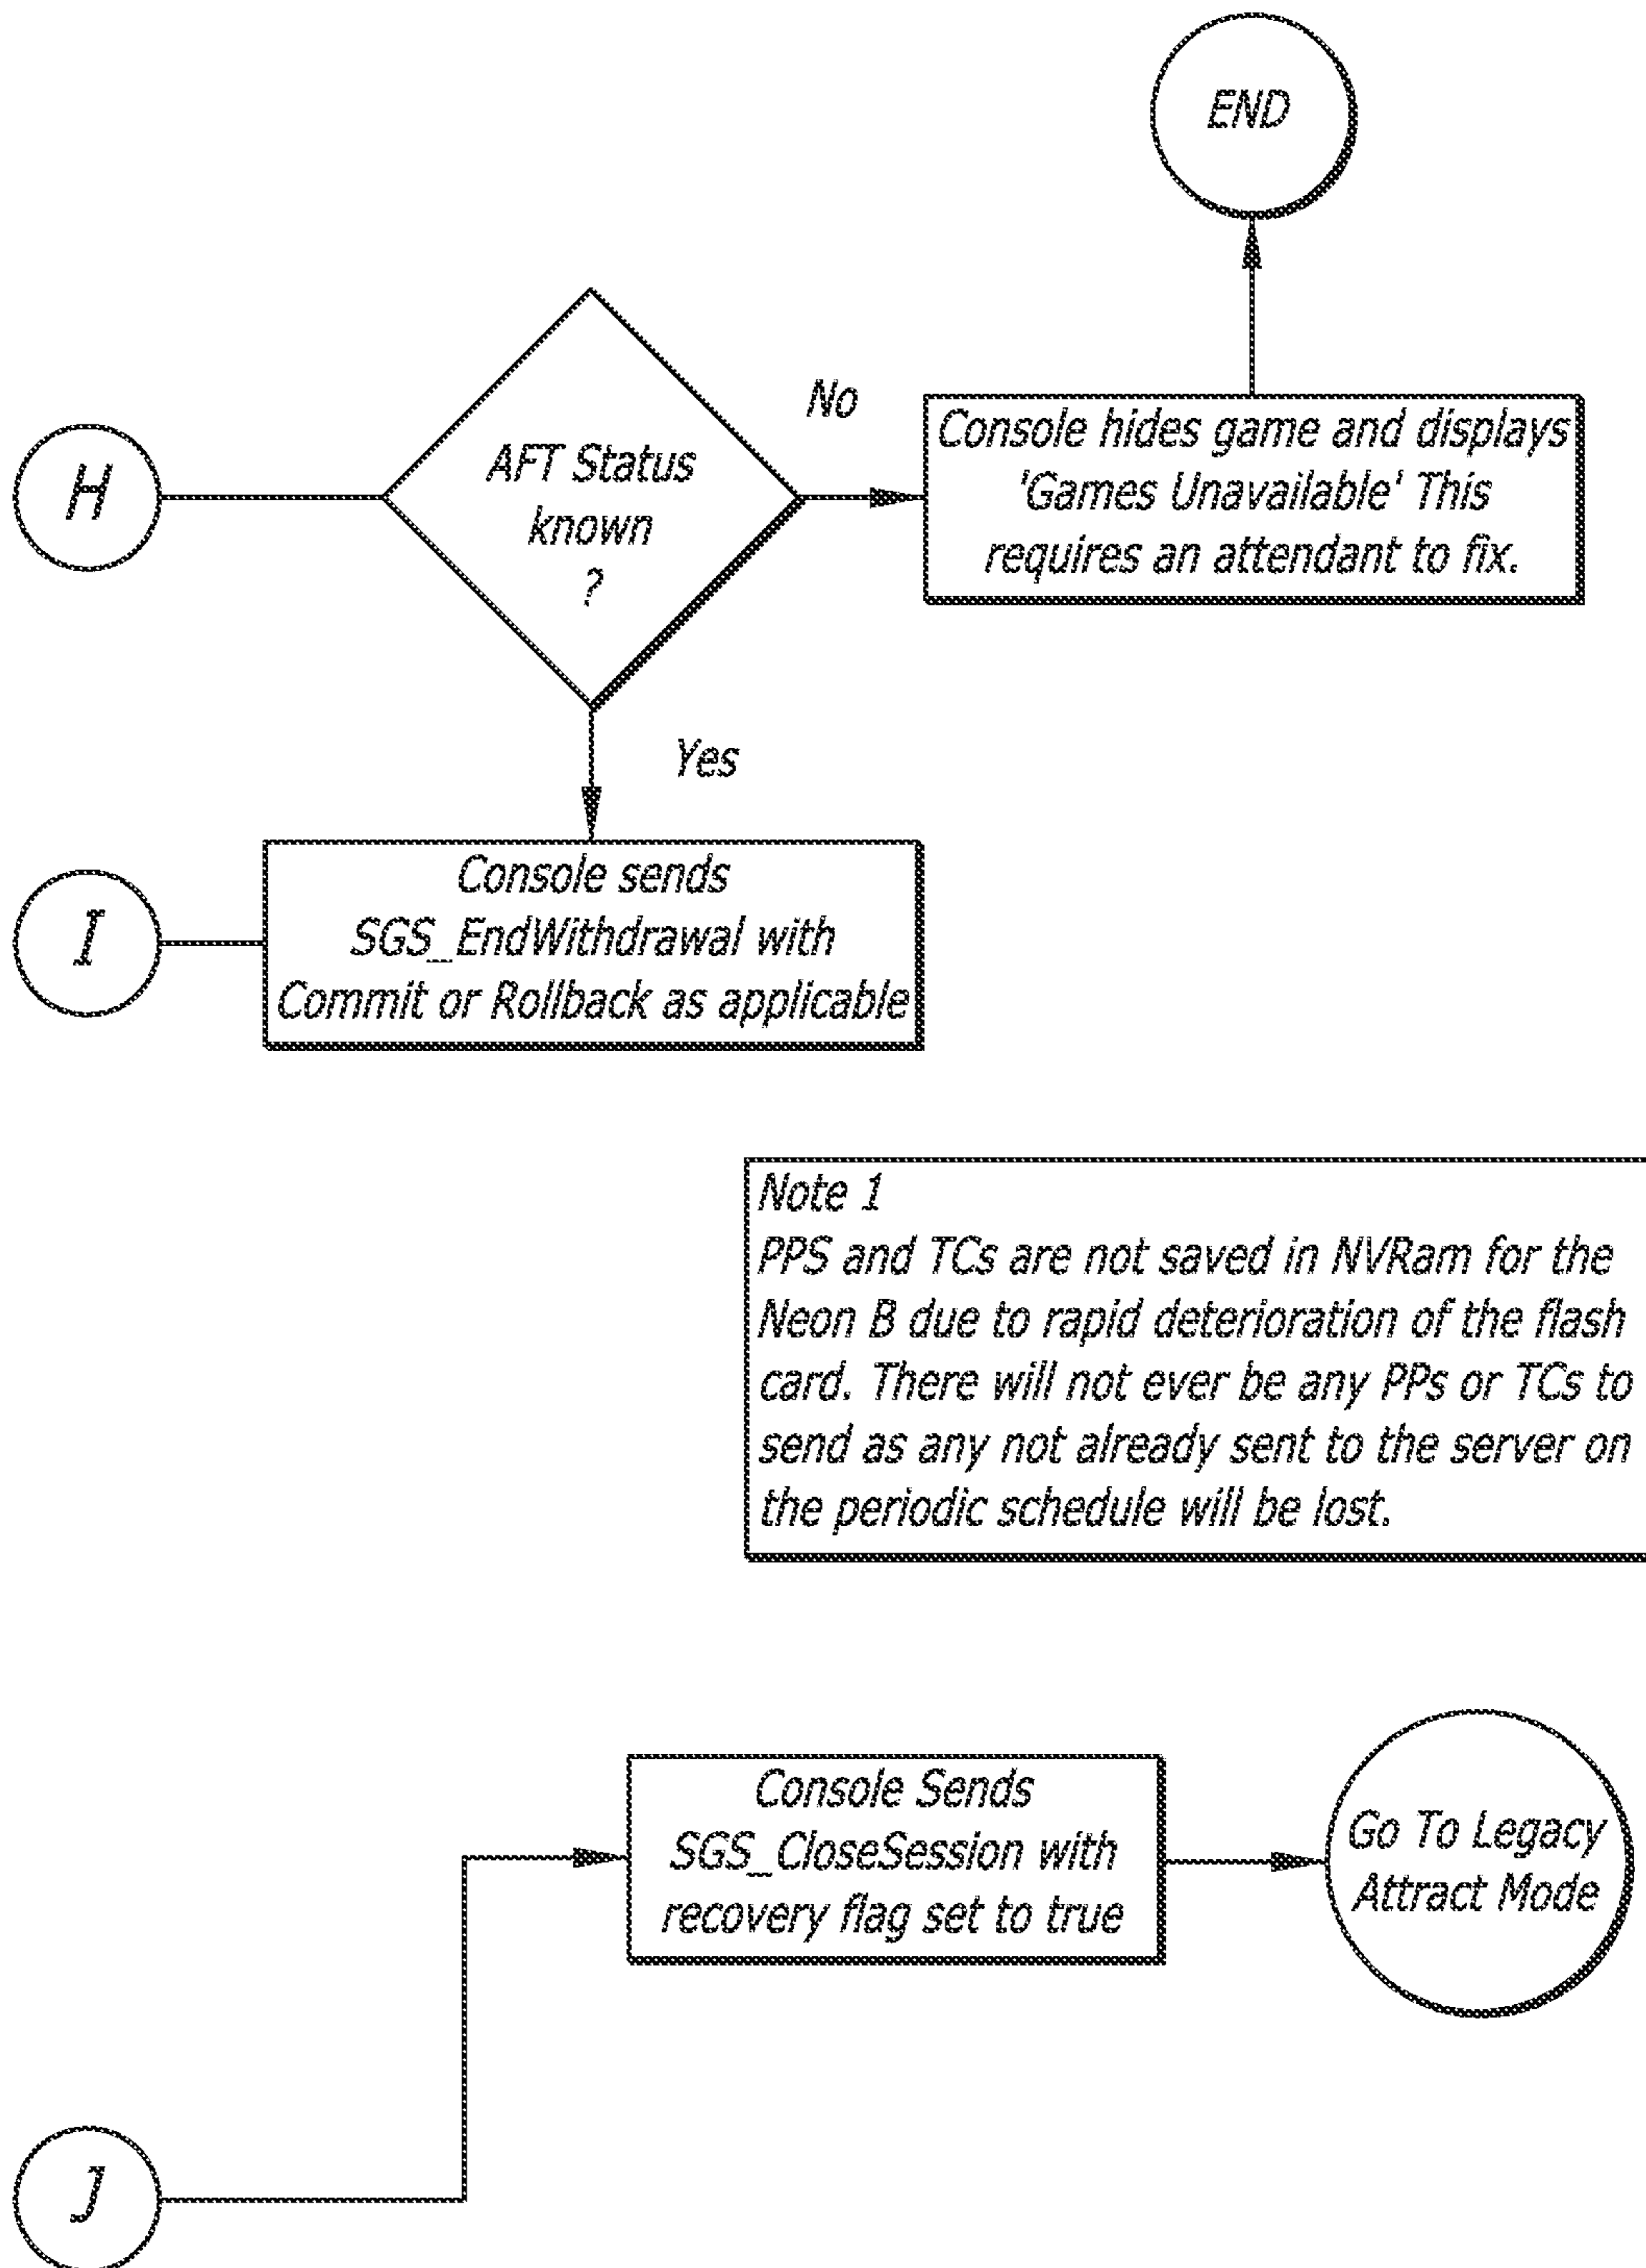 END
No
Console hides game and displays
'Games Unavailable' This
requires an attendant to fix.
H
AFT Status
known
?
Yes
I
Console sends
SGS_EndWithdrawal with
Commit or Rollback as applicable
Note 1
PPS and TCs are not saved in NVRam for the
Neon B due to rapid deterioration of the flash
card. There will not ever be any PPs or TCs to
send as any not already sent to the server on
the periodic schedule will be lost.
Console Sends
SGS_CloseSession with
recovery flag set to true
Go To Legacy
Attract Mode
J